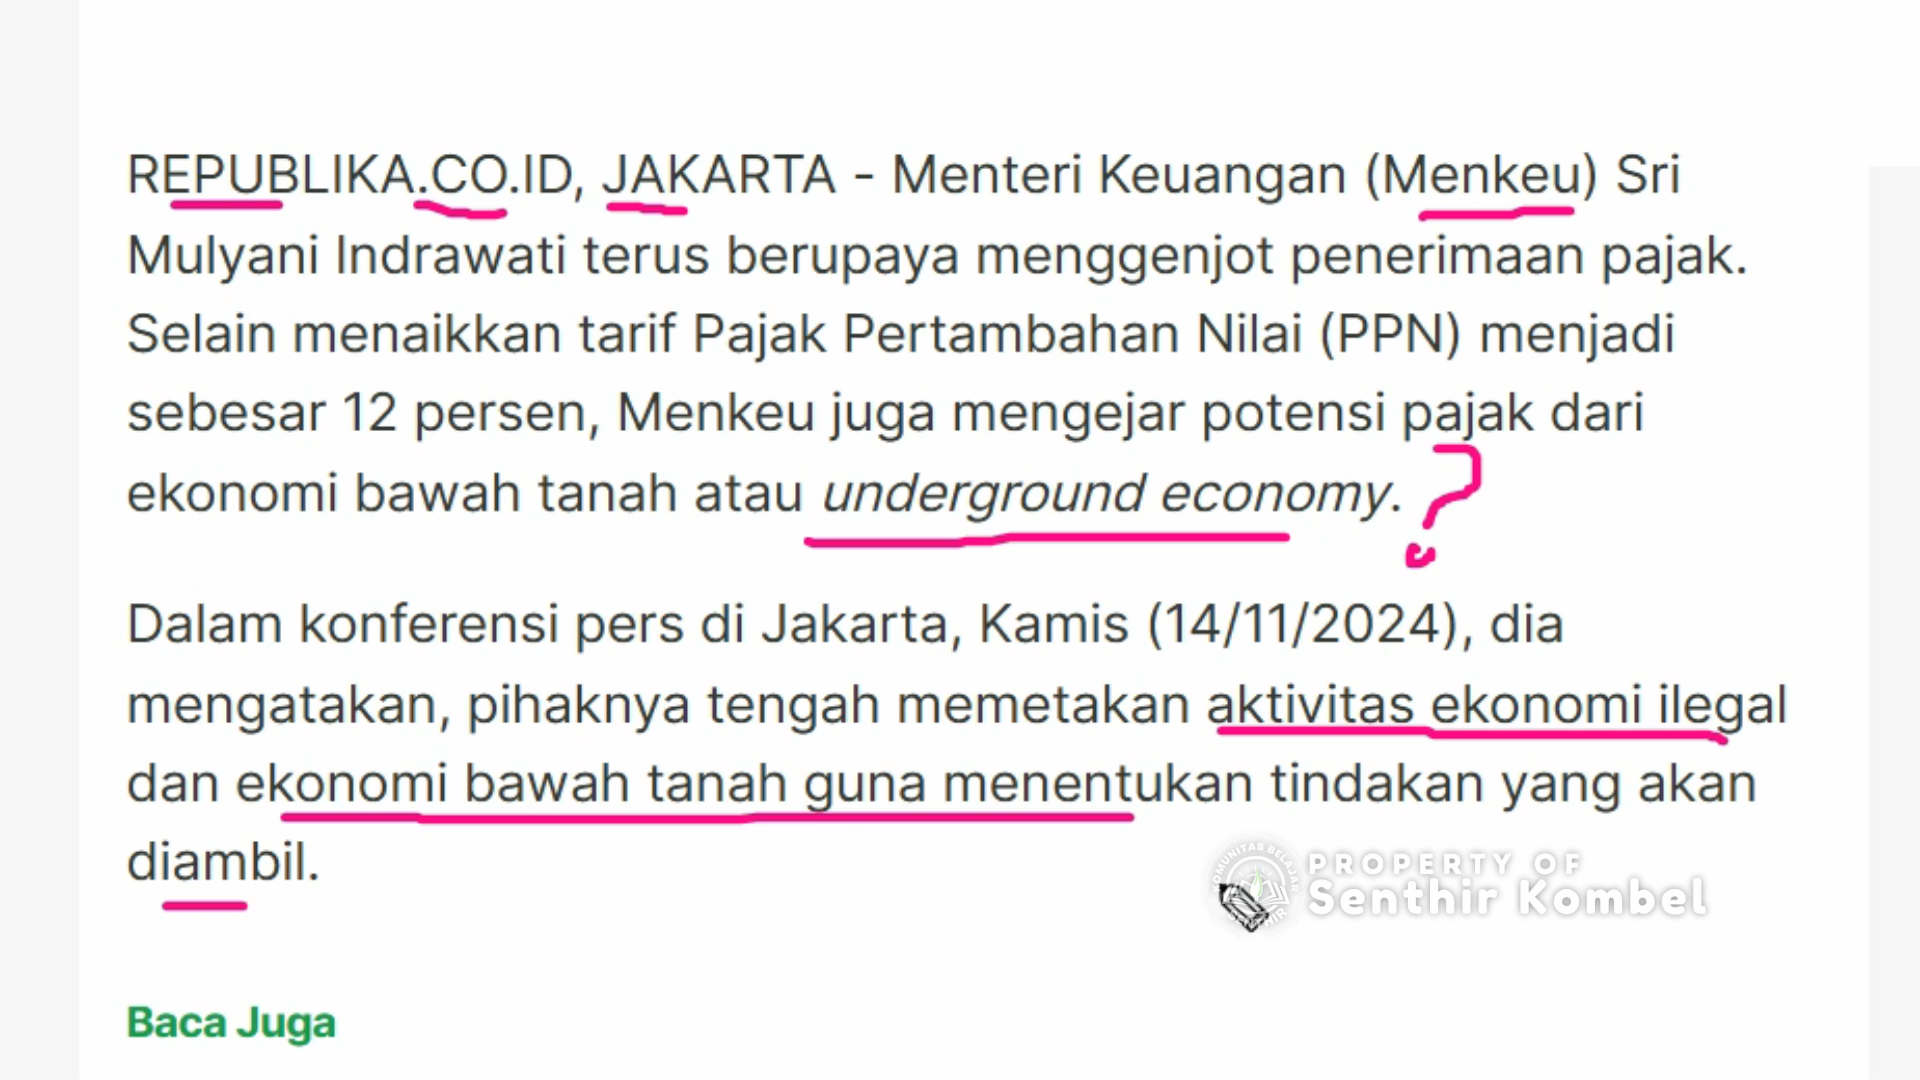 REPUBLIKA.CO.ID, JAKARTA - Menteri Keuangan (Menkeu) Sri
Mulyani Indrawati terus berupaya menggenjot penerimaan pajak.
Selain menaikkan tarif Pajak Pertambahan Nilai (PPN) menjadi
sebesar 12 persen, Menkeu juga mengejar potensi pajak dari
ekonomi bawah tanah atau underground economy.
?
Dalam konferensi pers di Jakarta, Kamis (14/11/2024), dia
mengatakan, pihaknya tengah memetakan aktivitas ekonomi ilegal
dan ekonomi bawah tanah guna menentukan tindakan yang akan
diambil.
KOMUNITAS BELAJAR
PROPERTY OF
Senthir Kombel
Baca Juga